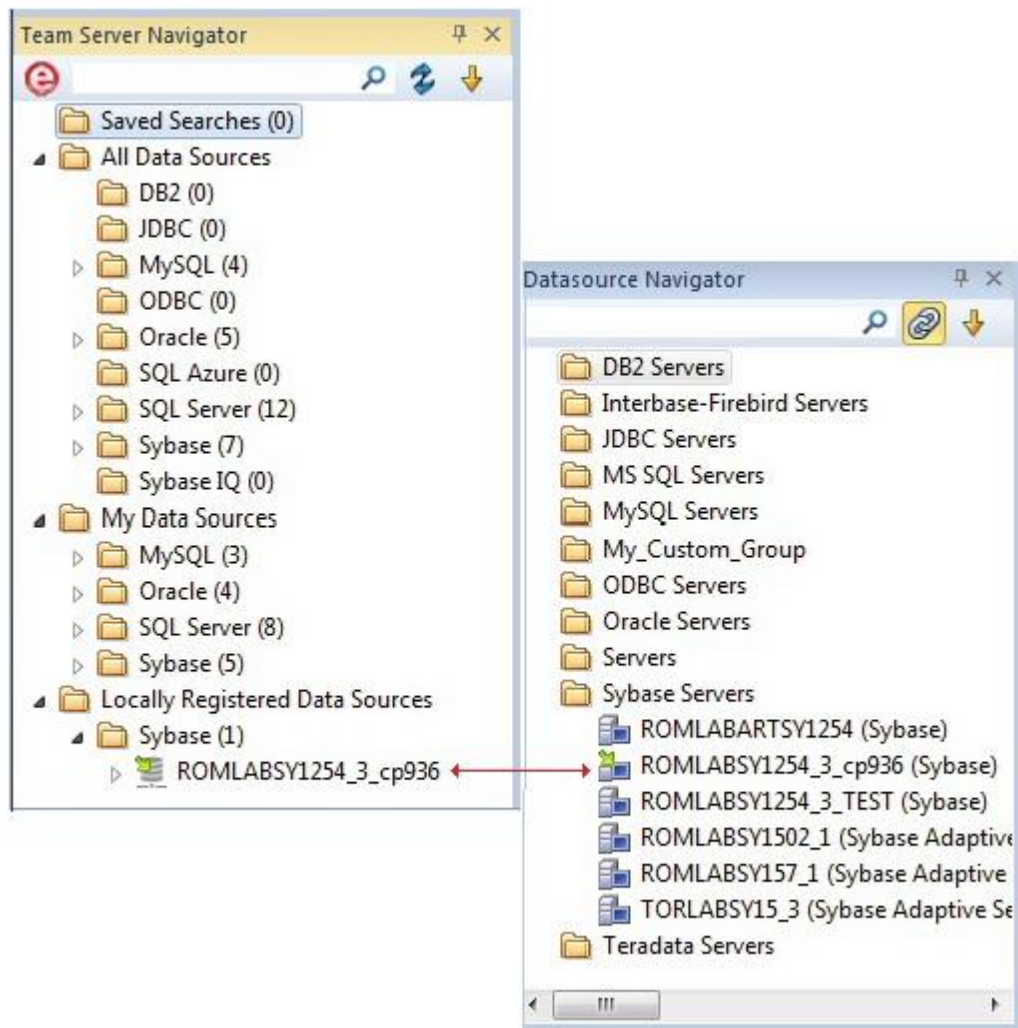 Team Server Navigator
Saved Searches (0)
All Data Sources
DB2 (0)
JDBC (0)
MySQL (4)
ODBC (0)
Oracle (5)
SQL Azure (0)
SQL Server (12)
Sybase (7)
Sybase IQ (0)
My Data Sources
MySQL (3)
Oracle (4)
SQL Server (8)
Sybase (5)
Locally Registered Data Sources
Sybase (1)
ROMLABSY1254_3_cp936
Datasource Navigator
DB2 Servers
Interbase-Firebird Servers
JDBC Servers
MS SQL Servers
MySQL Servers
My_Custom_Group
ODBC Servers
Oracle Servers
Servers
Sybase Servers
ROMLABARTSY1254 (Sybase)
ROMLABSY1254_3_cp936 (Sybase)
ROMLABSY1254_3_TEST (Sybase)
ROMLABSY1502_1 (Sybase Adaptive
ROMLABSY157_1 (Sybase Adaptive
TORLABSY15_3 (Sybase Adaptive Se
Teradata Servers